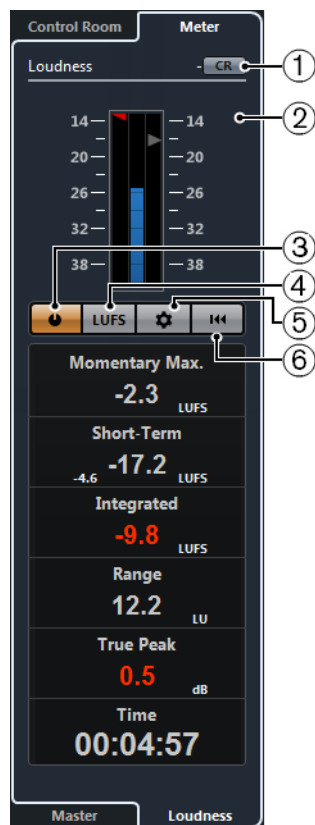 Control Room Meter
Loudness - CR 1
14 14 2
20 20
26 26
32 32
3
38 38
4
LUFS
5
6
Momentary Max.
-2.3 LUFS
Short-Term
-4.6 -17.2 LUFS
Integrated
-9.8 LUFS
Range
12.2 LU
True Peak
0.5 dB
Time
00:04:57
Master Loudness